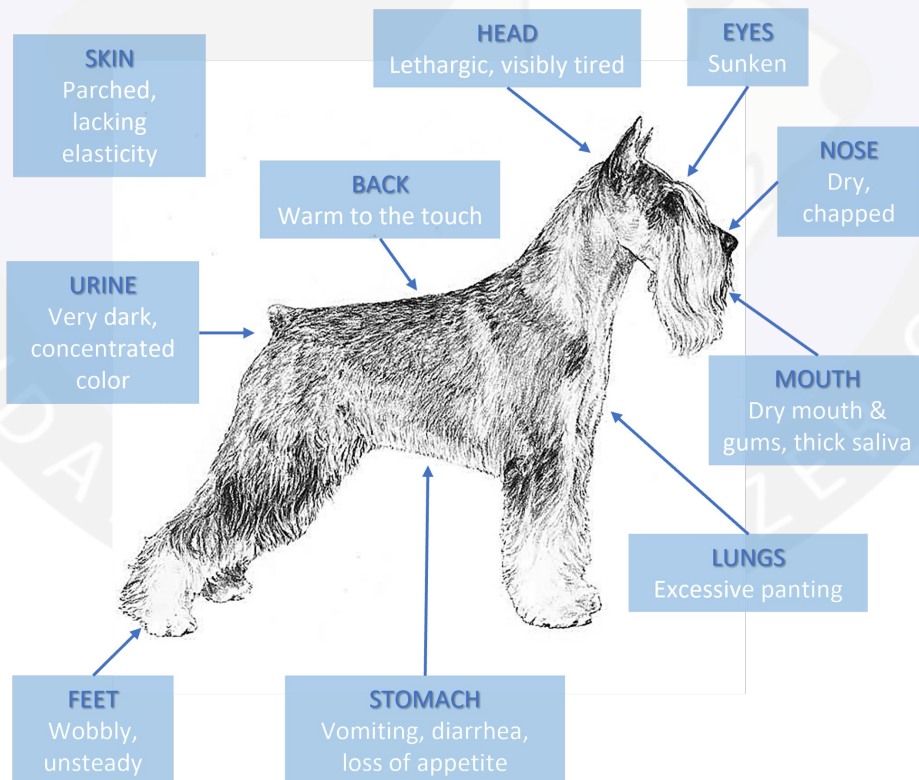 SKIN
Parched,
lacking
elasticity
HEAD
Lethargic, visibly tired
EYES
Sunken
NOSE
Dry,
chapped
BACK
Warm to the touch
URINE
Very dark,
concentrated
color
MOUTH
Dry mouth &
gums, thick saliva
LUNGS
Excessive panting
FEET
Wobbly,
unsteady
STOMACH
Vomiting, diarrhea,
loss of appetite